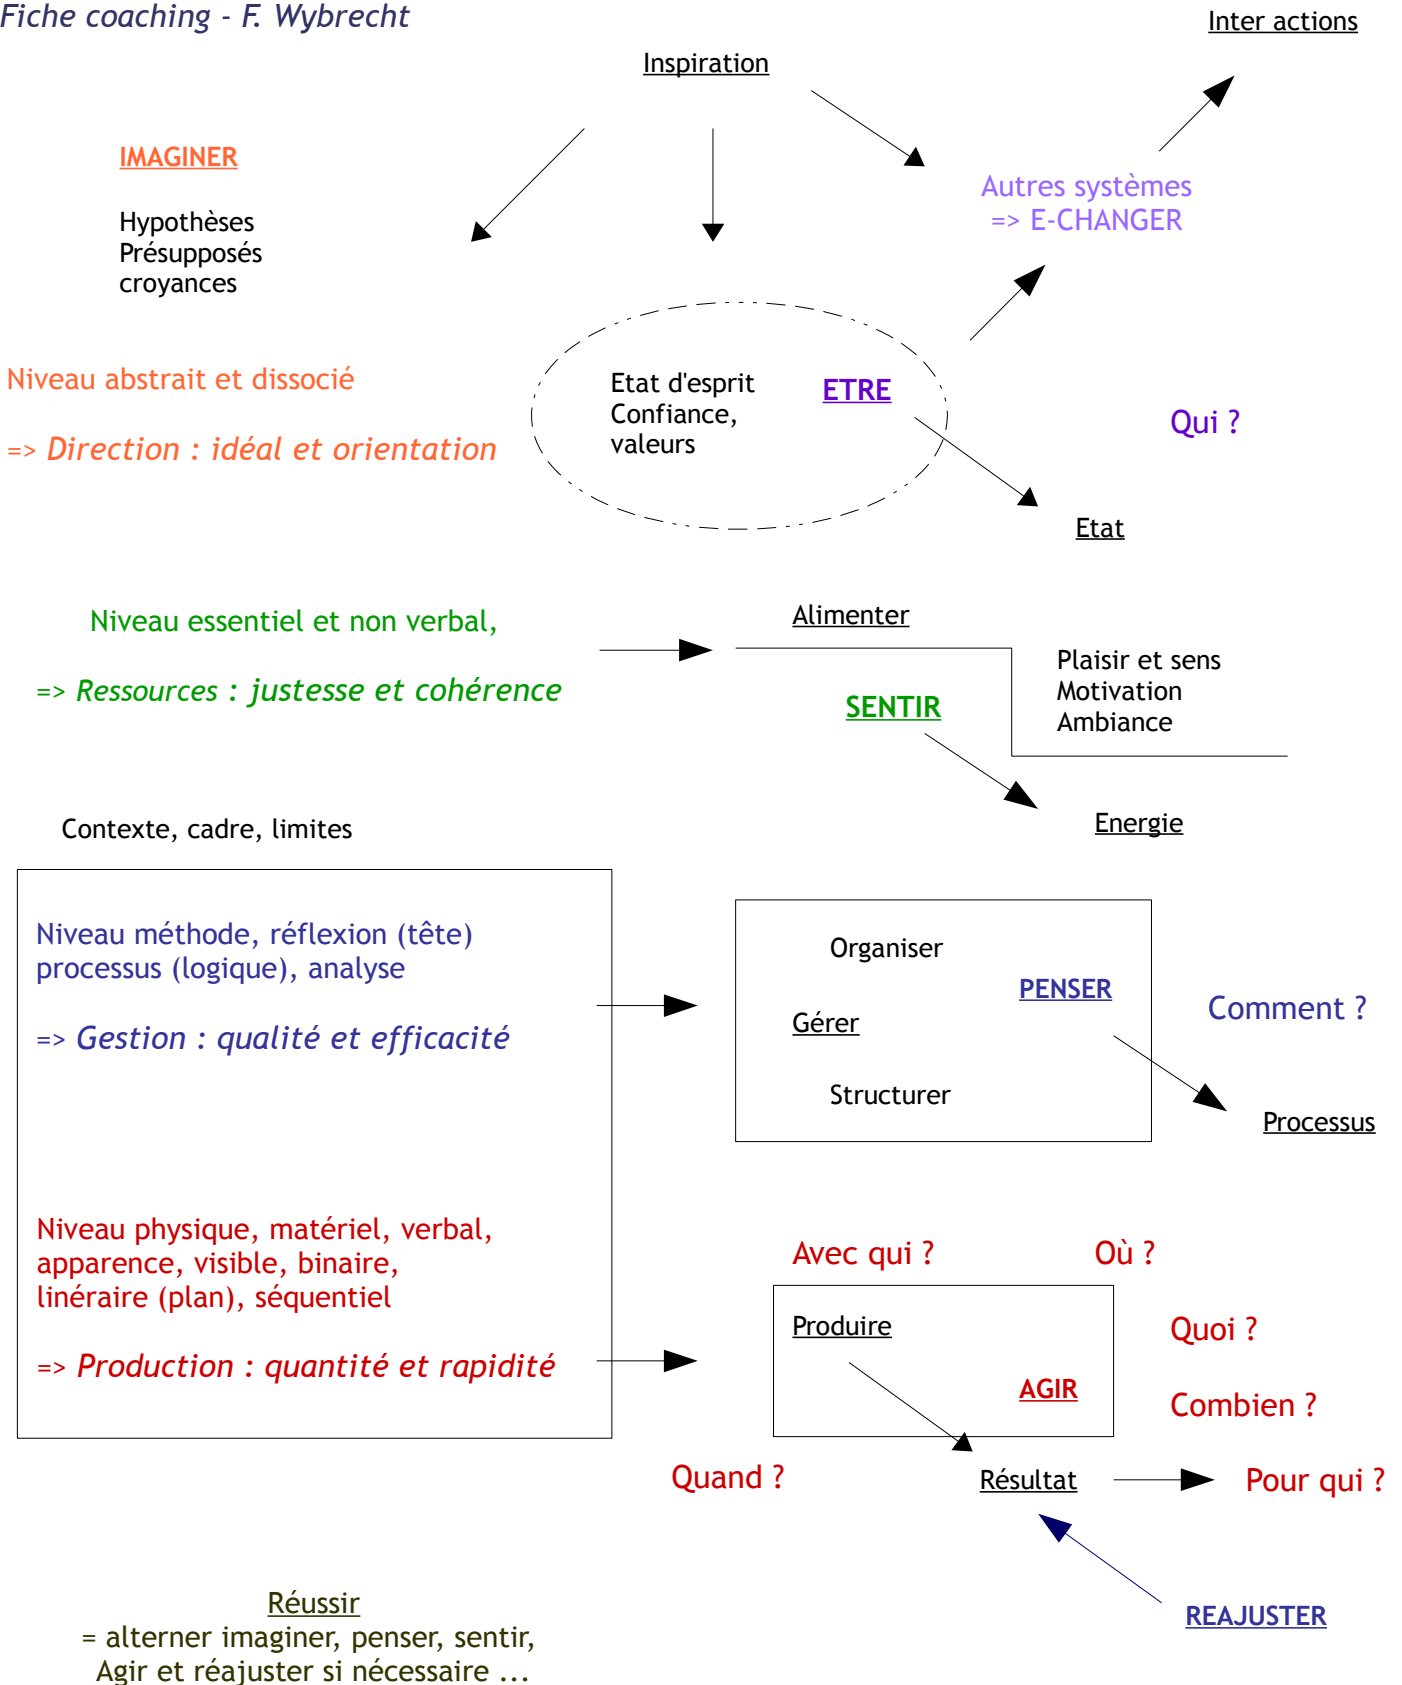 Fiche coaching - F. Wybrecht
Inter actions
Inspiration
IMAGINER
Hypothèses
Présupposés
croyances
Autres systèmes
=> E-CHANGER
Niveau abstrait et dissocié
=> Direction : idéal et orientation
Etat d'esprit
Confiance,
valeurs
ETRE
Qui ?
Etat
Niveau essentiel et non verbal,
=> Ressources : justesse et cohérence
Alimenter
SENTIR
Plaisir et sens
Motivation
Ambiance
Energie
Contexte, cadre, limites
Niveau méthode, réflexion (tête)
processus (logique), analyse
=> Gestion : qualité et efficacité
Organiser
PENSER
Gérer
Structurer
Comment ?
Processus
Niveau physique, matériel, verbal,
apparence, visible, binaire,
linéraire (plan), séquentiel
=> Production : quantité et rapidité
Avec qui ?
Où ?
Produire
AGIR
Quoi ?
Combien ?
Quand ?
Résultat
Pour qui ?
REAJUSTER
Réussir
= alterner imaginer, penser, sentir,
Agir et réajuster si nécessaire ...